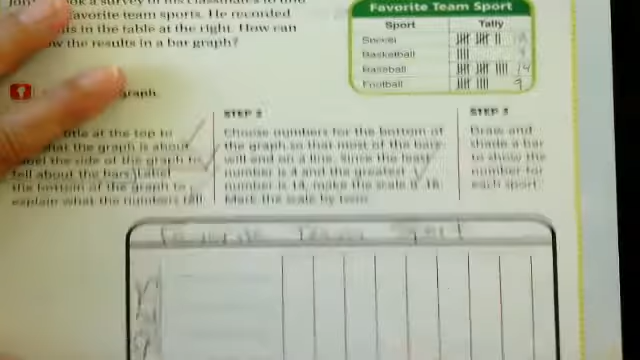 ok a survey of his classmates to find
favorite team sports. He recorded
in the table at the right. How can
the results in a bar graph?
Favorite Team Sport
Sport Tally
Soccer
Basketball
Baseball 14
Football 9
graph.
title at the top to
what the graph is about.
Label the side of the graph to
tell about the bars. Label
the bottom of the graph to
explain what the numbers tell.
STEP 2
Choose numbers for the bottom of
the graph so that most of the bars
will end on a line. Since the least
number is 4 and the greatest
number is 14, make the scale 0–16.
Mark the scale by twos.
STEP 3
Draw and
shade a bar
to show the
number for
each sport.
Favorite Team Sport